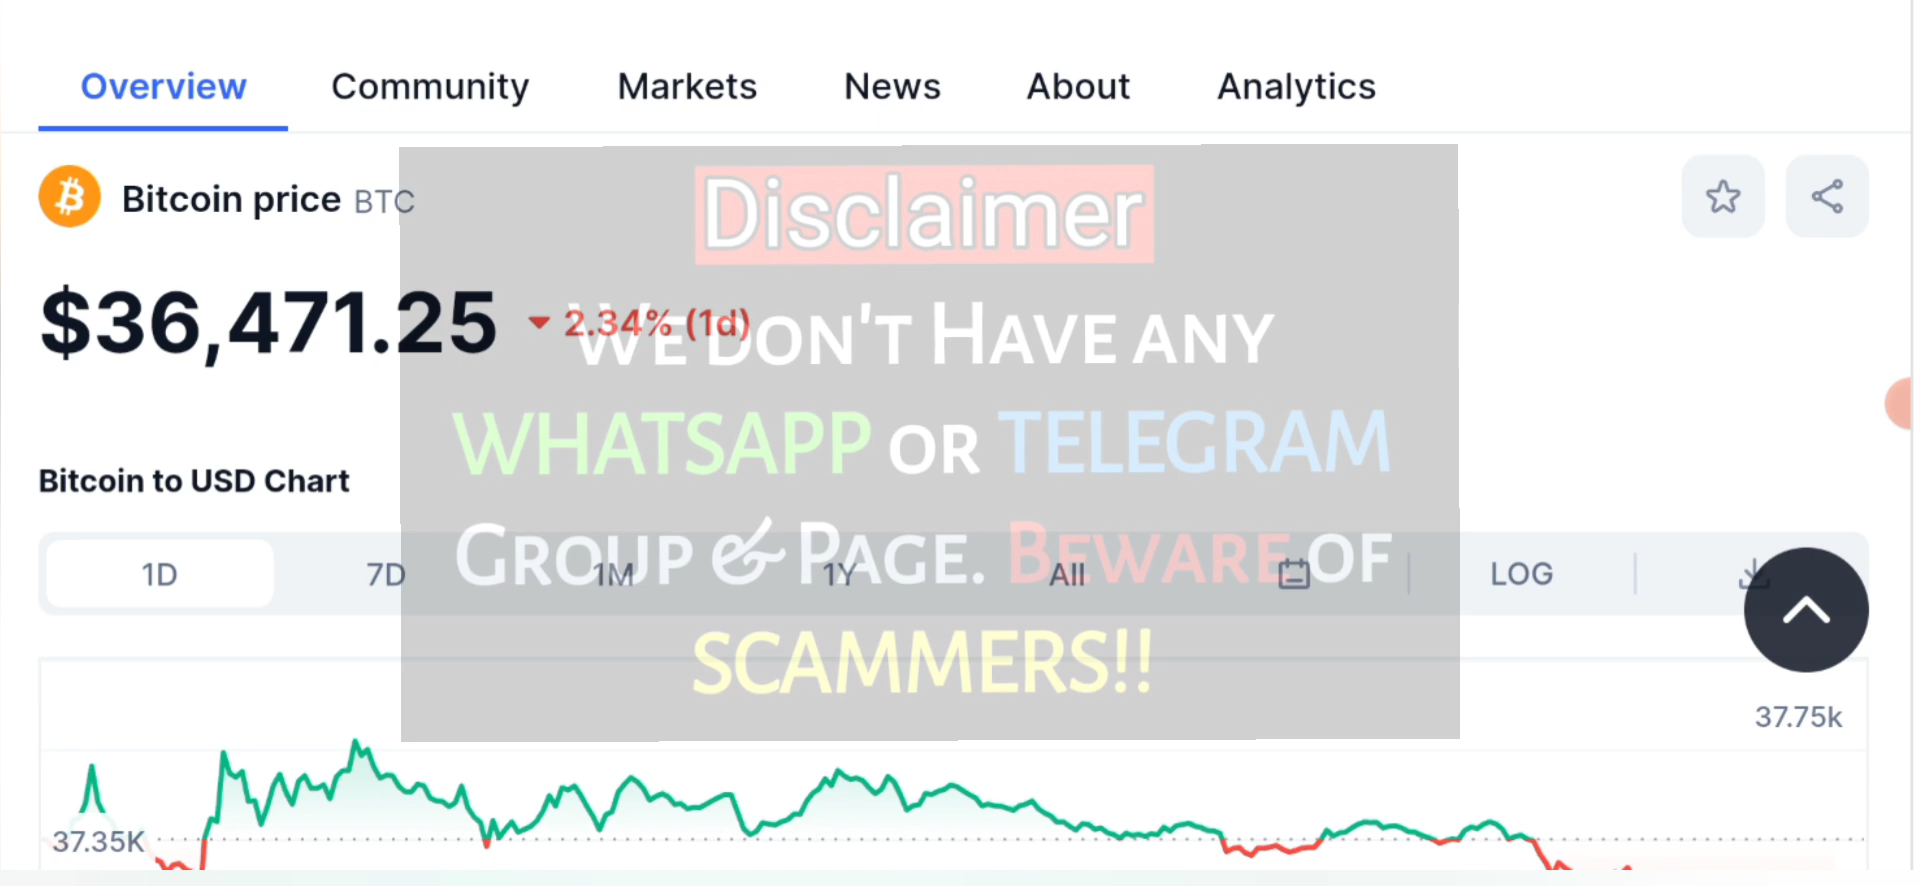 Overview Community Markets News About Analytics
Bitcoin price BTC
Disclaimer
$36,471.25 2.34% (1d)
We Don't Have any
WHATSAPP or TELEGRAM
Bitcoin to USD Chart
Group & Page. Beware of
1D 7D 1M 1Y All LOG
SCAMMERS!!
37.75k
37.35K